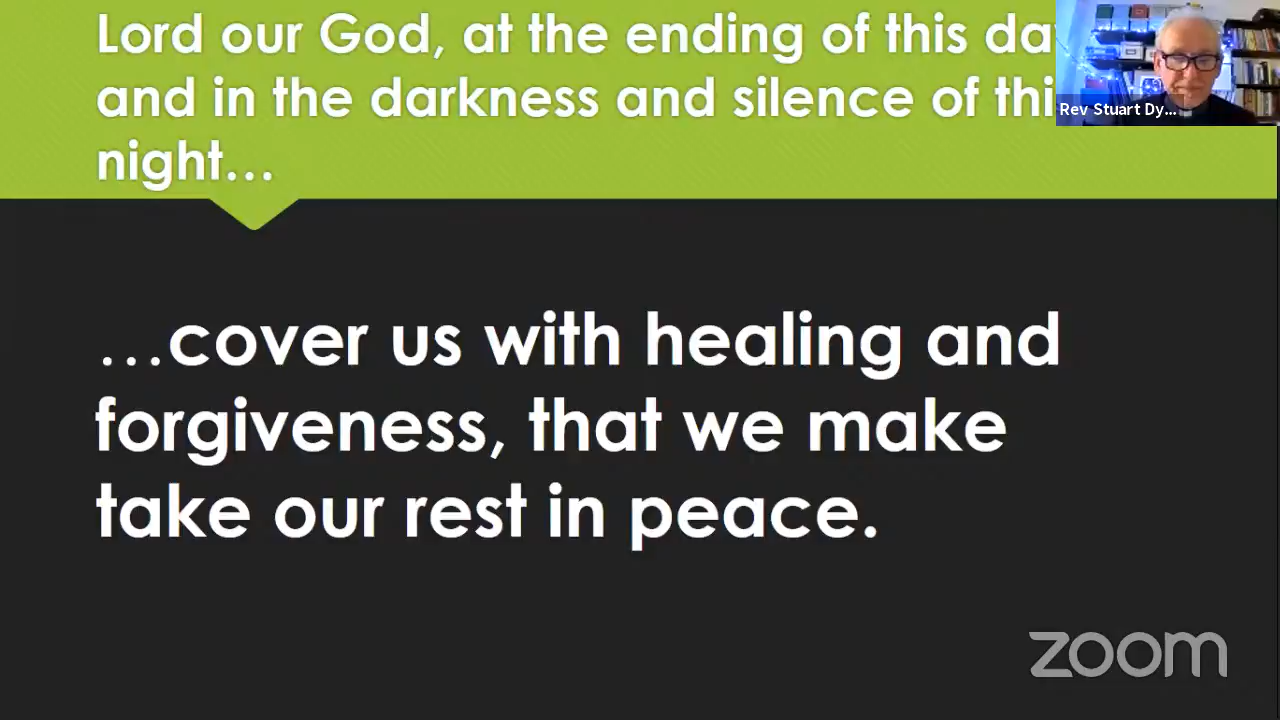 Lord our God, at the ending of this da
and in the darkness and silence of thi
night…
Rev Stuart Dy...
…cover us with healing and
forgiveness, that we make
take our rest in peace.
zoom